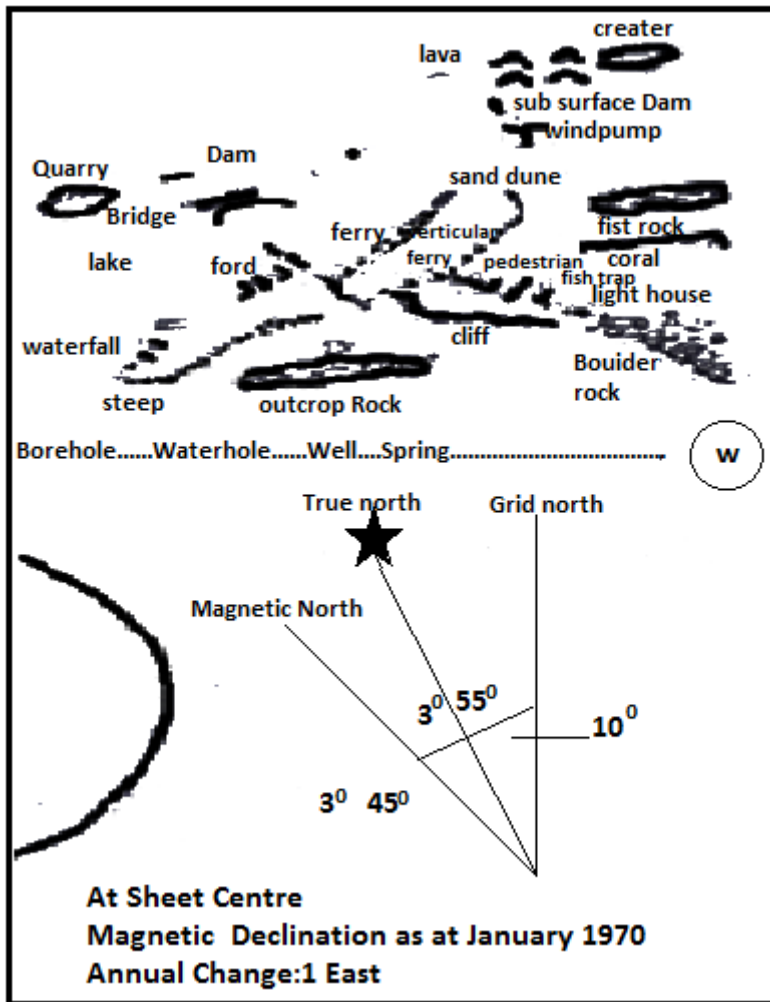 creater
lava
sub surface Dam
windpump
Quarry
Dam
sand dune
Bridge
fist rock
ferry
erticular
lake
ford
ferry
pedestrian
coral
fish trap
light house
waterfall
cliff
Bouider
rock
steep
outcrop Rock
Borehole......Waterhole......Well....Spring.....................................
W
True north
Grid north
Magnetic North
3⁰ 55⁰
10⁰
3⁰ 45⁰
At Sheet Centre
Magnetic Declination as at January 1970
Annual Change:1 East